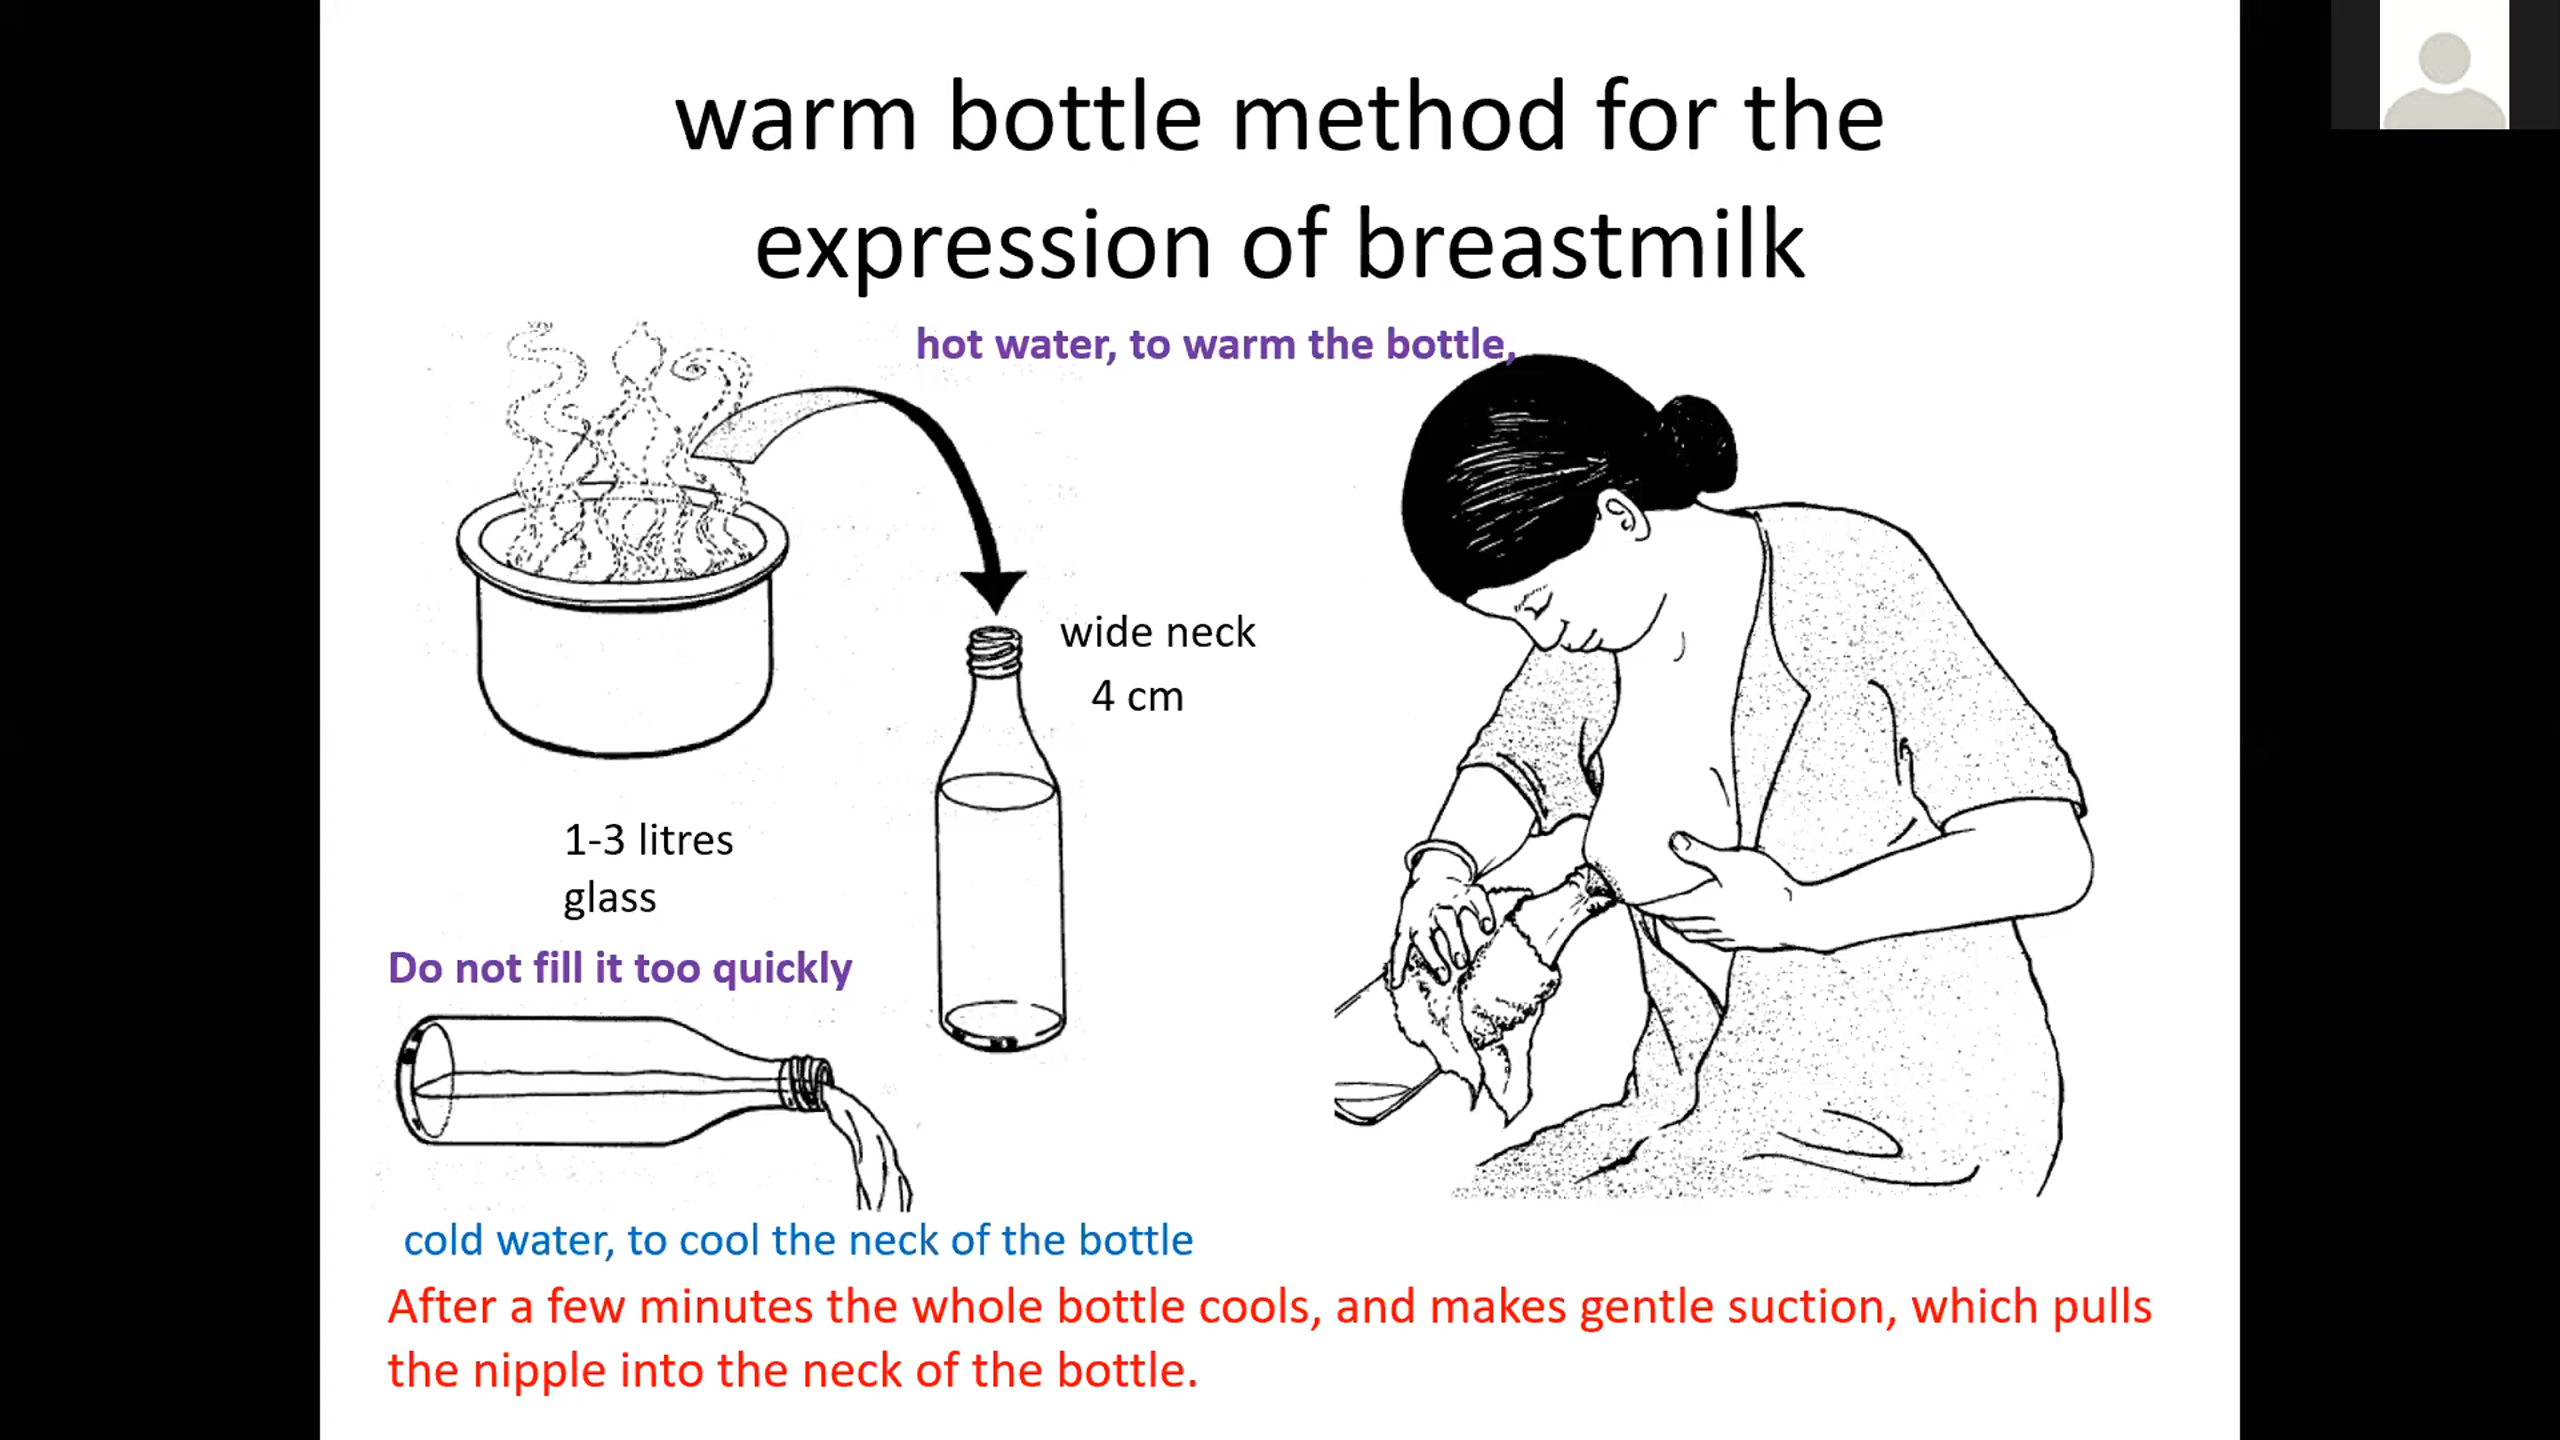 warm bottle method for the
expression of breastmilk
hot water, to warm the bottle,
wide neck
4 cm
1-3 litres
glass
Do not fill it too quickly
cold water, to cool the neck of the bottle
After a few minutes the whole bottle cools, and makes gentle suction, which pulls
the nipple into the neck of the bottle.